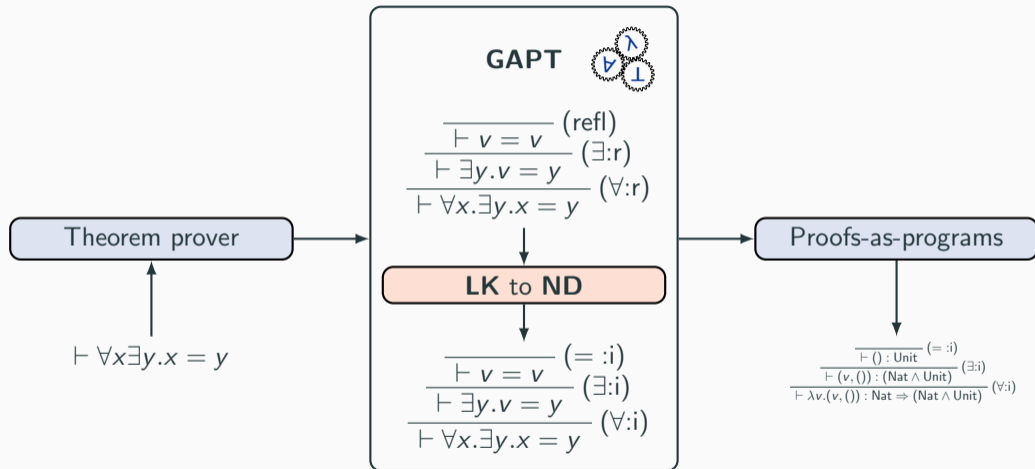 GAPT
∀
λ
T
(refl)
⊢ v = v
(∃:r)
⊢ ∃y.v = y
(∀:r)
⊢ ∀x.∃y.x = y
Theorem prover
Proofs-as-programs
LK to ND
⊢ ∀x∃y.x = y
(= :i)
⊢ v = v
(∃:i)
⊢ ∃y.v = y
(∀:i)
⊢ ∀x.∃y.x = y
(= :i)
⊢ () : Unit
(∃:i)
⊢ (v, ()) : (Nat ∧ Unit)
(∀:i)
⊢ λv.(v, ()) : Nat ⇒ (Nat ∧ Unit)